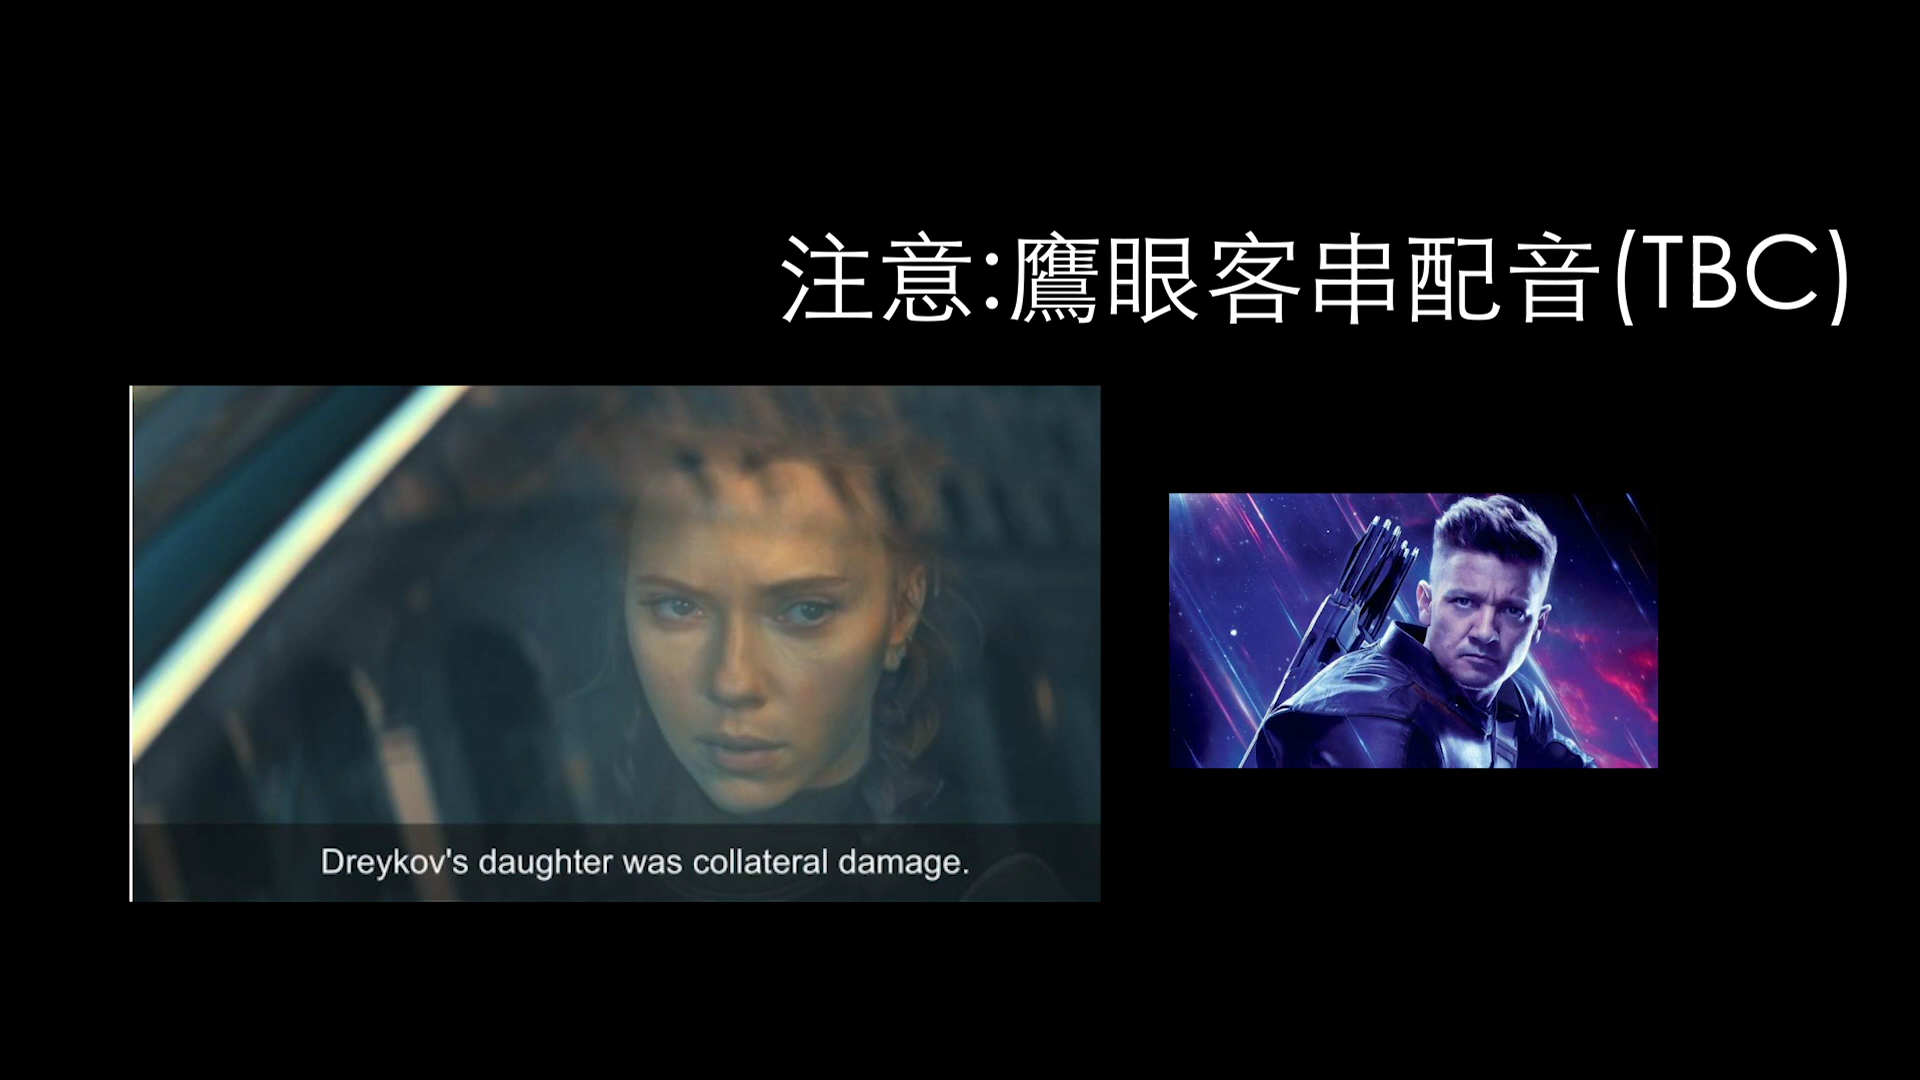 注意:鷹眼客串配音(TBC)
Dreykov's daughter was collateral damage.